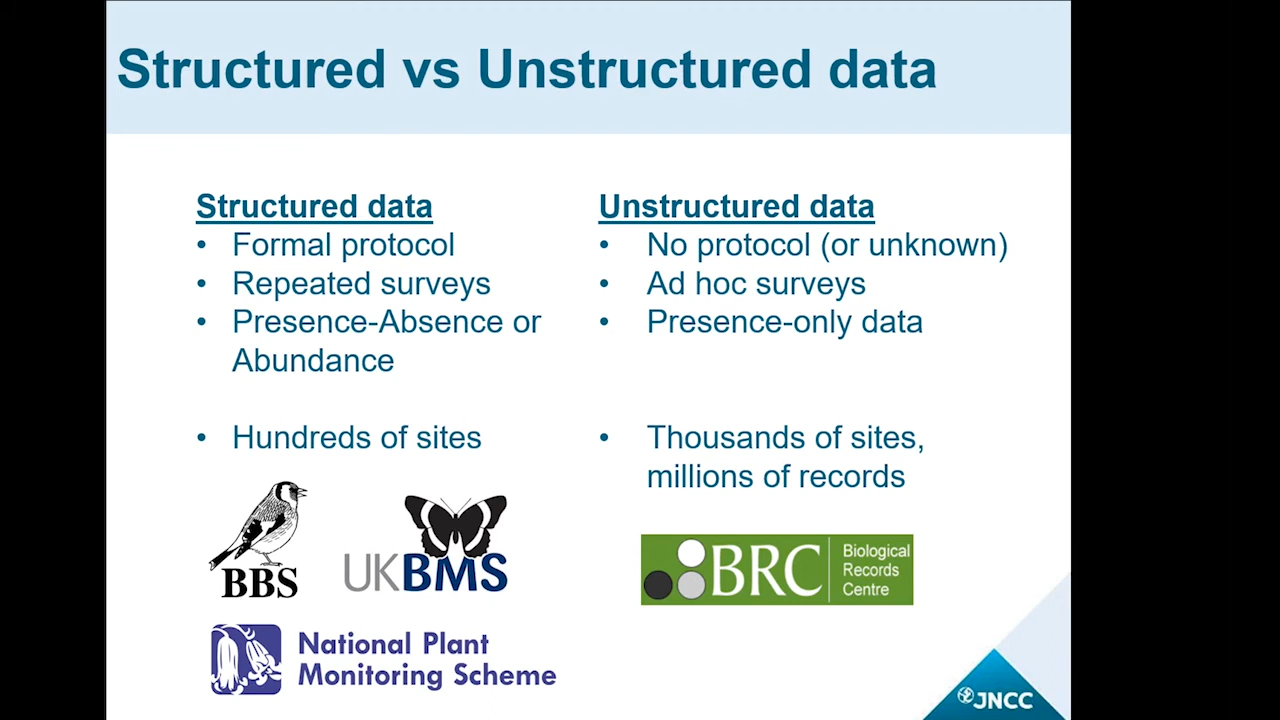 Structured vs Unstructured data
Structured data
• Formal protocol
• Repeated surveys
• Presence-Absence or
Abundance
• Hundreds of sites
BBS
UKBMS
National Plant
Monitoring Scheme
Unstructured data
• No protocol (or unknown)
• Ad hoc surveys
• Presence-only data
• Thousands of sites,
millions of records
BRC
Biological
Records
Centre
JNCC